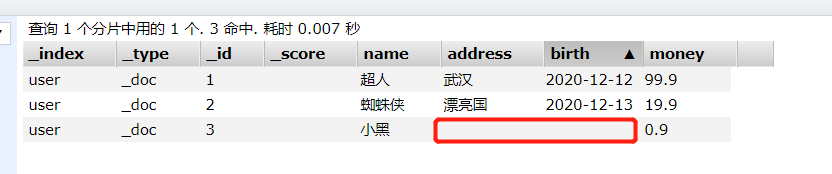 查询 1 个分片中用的 1 个. 3 命中. 耗时 0.007 秒
_index _type _id _score name address birth ▲ money
user _doc 1 超人 武汉 2020-12-12 99.9
user _doc 2 蜘蛛侠 漂亮国 2020-12-13 19.9
user _doc 3 小黑 0.9